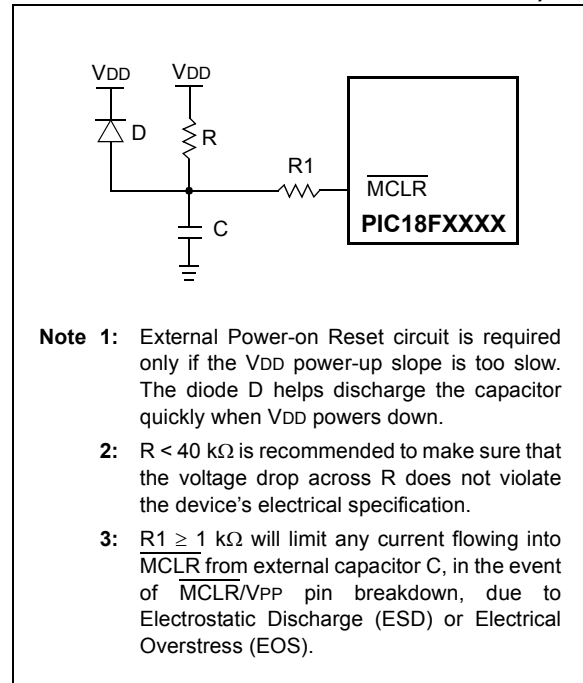 VDD VDD
D
R
R1
C
MCLR
PIC18FXXXX
Note 1: External Power-on Reset circuit is required
only if the VDD power-up slope is too slow.
The diode D helps discharge the capacitor
quickly when VDD powers down.
2: R < 40 kΩ is recommended to make sure that
the voltage drop across R does not violate
the device's electrical specification.
3: R1 ≥ 1 kΩ will limit any current flowing into
MCLR from external capacitor C, in the event
of MCLR/VPP pin breakdown, due to
Electrostatic Discharge (ESD) or Electrical
Overstress (EOS).